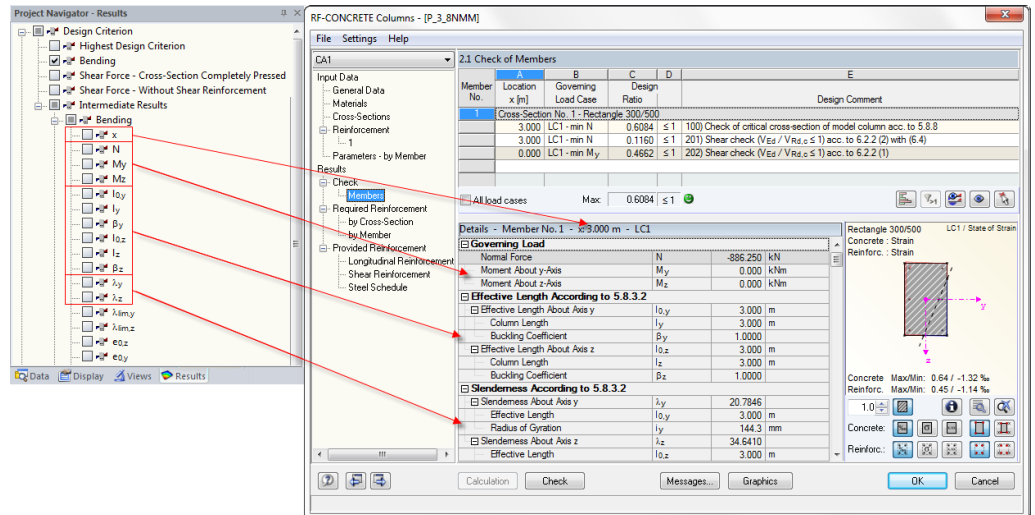 Project Navigator - Results
Design Criterion
Highest Design Criterion
Bending
Shear Force - Cross-Section Completely Pressed
Shear Force - Without Shear Reinforcement
Intermediate Results
Bending
x
N
My
Mz
l0,y
ly
βy
l0,z
lz
βz
λy
λz
λlim,y
λlim,z
e0,z
e0,y
Data Display Views Results
RF-CONCRETE Columns - [P_3_8NMM]
File Settings Help
CA1
Input Data
General Data
Materials
Cross-Sections
Reinforcement
1
Parameters - by Member
Results
Check
Members
Required Reinforcement
by Cross-Section
by Member
Provided Reinforcement
Longitudinal Reinforcement
Shear Reinforcement
Steel Schedule
2.1 Check of Members
A B C D E
Member Location Governing Design
No. x [m] Load Case Ratio Design Comment
1 Cross-Section No. 1 - Rectangle 300/500
3.000 LC1 - min N 0.6084 ≤ 1 100) Check of critical cross-section of model column acc. to 5.8.8
3.000 LC1 - min N 0.1160 ≤ 1 201) Shear check (VEd / VRd,c ≤ 1) acc. to 6.2.2 (2) with (6.4)
0.000 LC1 - min My 0.4662 ≤ 1 202) Shear check (VEd / VRd,c ≤ 1) acc. to 6.2.2 (1)
All load cases Max: 0.6084 ≤ 1
Details - Member No. 1 - x: 3.000 m - LC1
Governing Load
Normal Force N -886.250 kN
Moment About y-Axis My 0.000 kNm
Moment About z-Axis Mz 0.000 kNm
Effective Length According to 5.8.3.2
Effective Length About Axis y l0,y 3.000 m
Column Length ly 3.000 m
Buckling Coefficient βy 1.0000
Effective Length About Axis z l0,z 3.000 m
Column Length lz 3.000 m
Buckling Coefficient βz 1.0000
Slenderness According to 5.8.3.2
Slenderness About Axis y λy 20.7846
Effective Length l0,y 3.000 m
Radius of Gyration iy 144.3 mm
Slenderness About Axis z λz 34.6410
Effective Length l0,z 3.000 m
Rectangle 300/500 LC1 / State of Strain
Concrete : Strain
Reinforc. : Strain
y
z
Concrete Max/Min: 0.64 / -1.32 ‰
Reinforc. Max/Min: 0.45 / -1.14 ‰
1.0
Concrete:
Reinforc.:
Calculation Check Messages... Graphics OK Cancel